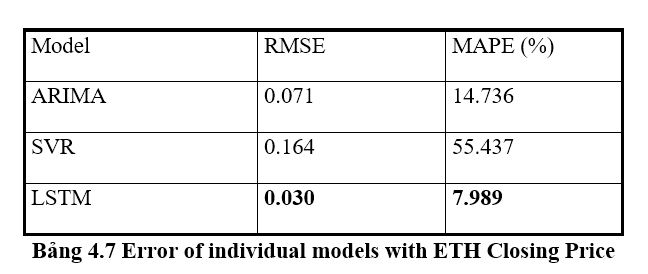 Model RMSE MAPE (%)
ARIMA 0.071 14.736
SVR 0.164 55.437
LSTM 0.030 7.989
Bảng 4.7 Error of individual models with ETH Closing Price